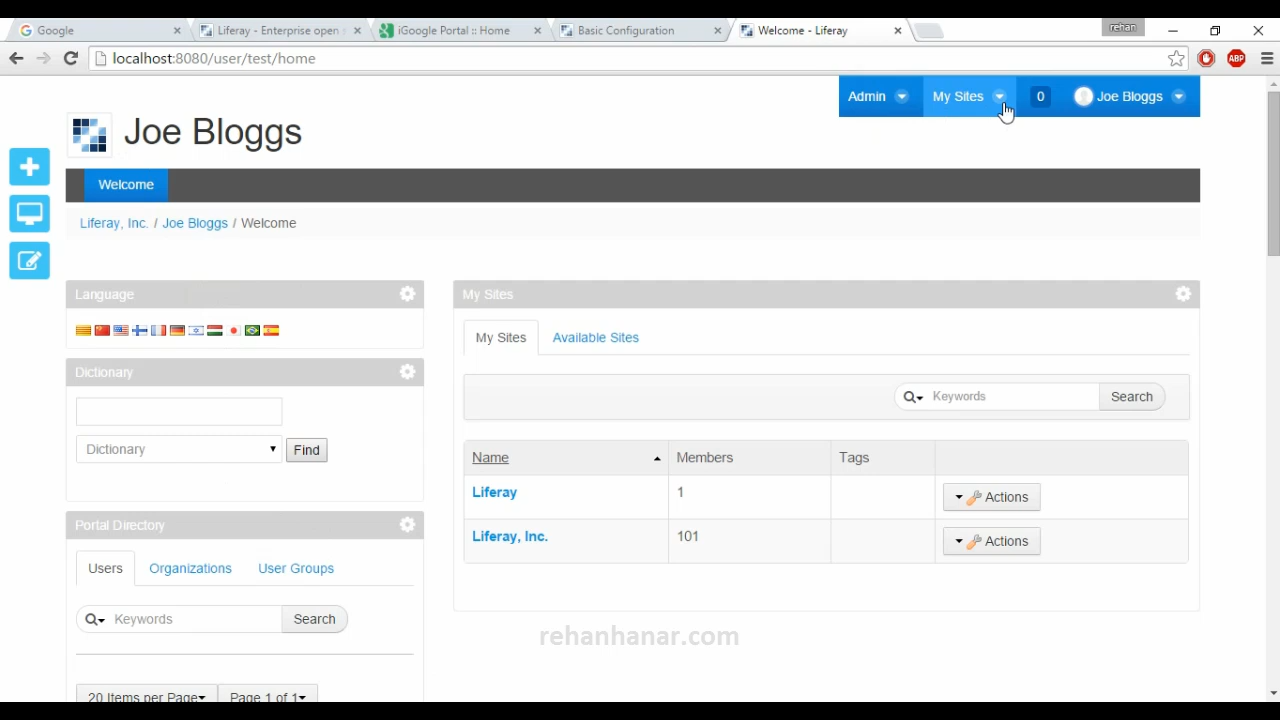 Google
Liferay - Enterprise open
iGoogle Portal :: Home
Basic Configuration
Welcome - Liferay
rehan
localhost:8080/user/test/home
ABP
Admin
My Sites
0
Joe Bloggs
Joe Bloggs
Welcome
Liferay, Inc. / Joe Bloggs / Welcome
Language
Dictionary
Dictionary
Find
Portal Directory
Users
Organizations
User Groups
Keywords
Search
20 Items per Page
Page 1 of 1
My Sites
My Sites
Available Sites
Keywords
Search
Name
Members
Tags
Liferay
1
Actions
Liferay, Inc.
101
Actions
rehanhanar.com